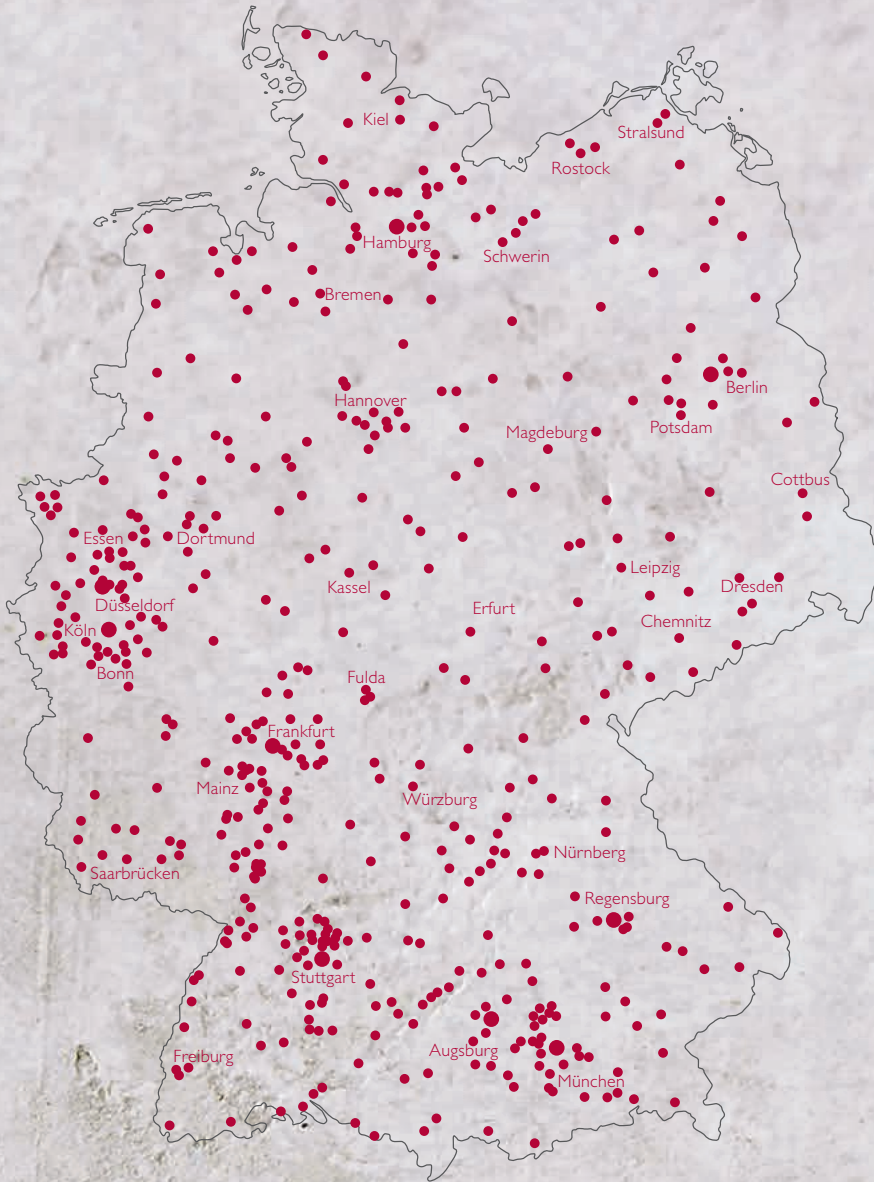 Kiel
Stralsund
Rostock
Hamburg
Schwerin
Bremen
Berlin
Hannover
Potsdam
Magdeburg
Cottbus
Essen
Dortmund
Leipzig
Kassel
Dresden
Düsseldorf
Erfurt
Chemnitz
Köln
Bonn
Fulda
Frankfurt
Mainz
Würzburg
Nürnberg
Saarbrücken
Regensburg
Stuttgart
Augsburg
Freiburg
München